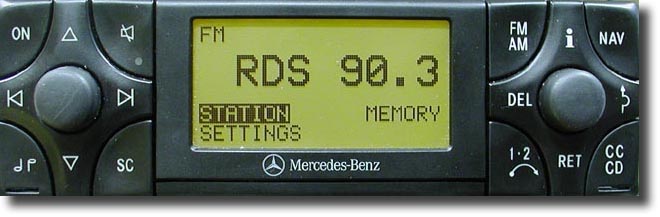 ON
FM
AM
NAV
DEL
SC
1·2
RET
CC
CD
FM
RDS 90.3
STATION MEMORY
SETTINGS
Mercedes-Benz